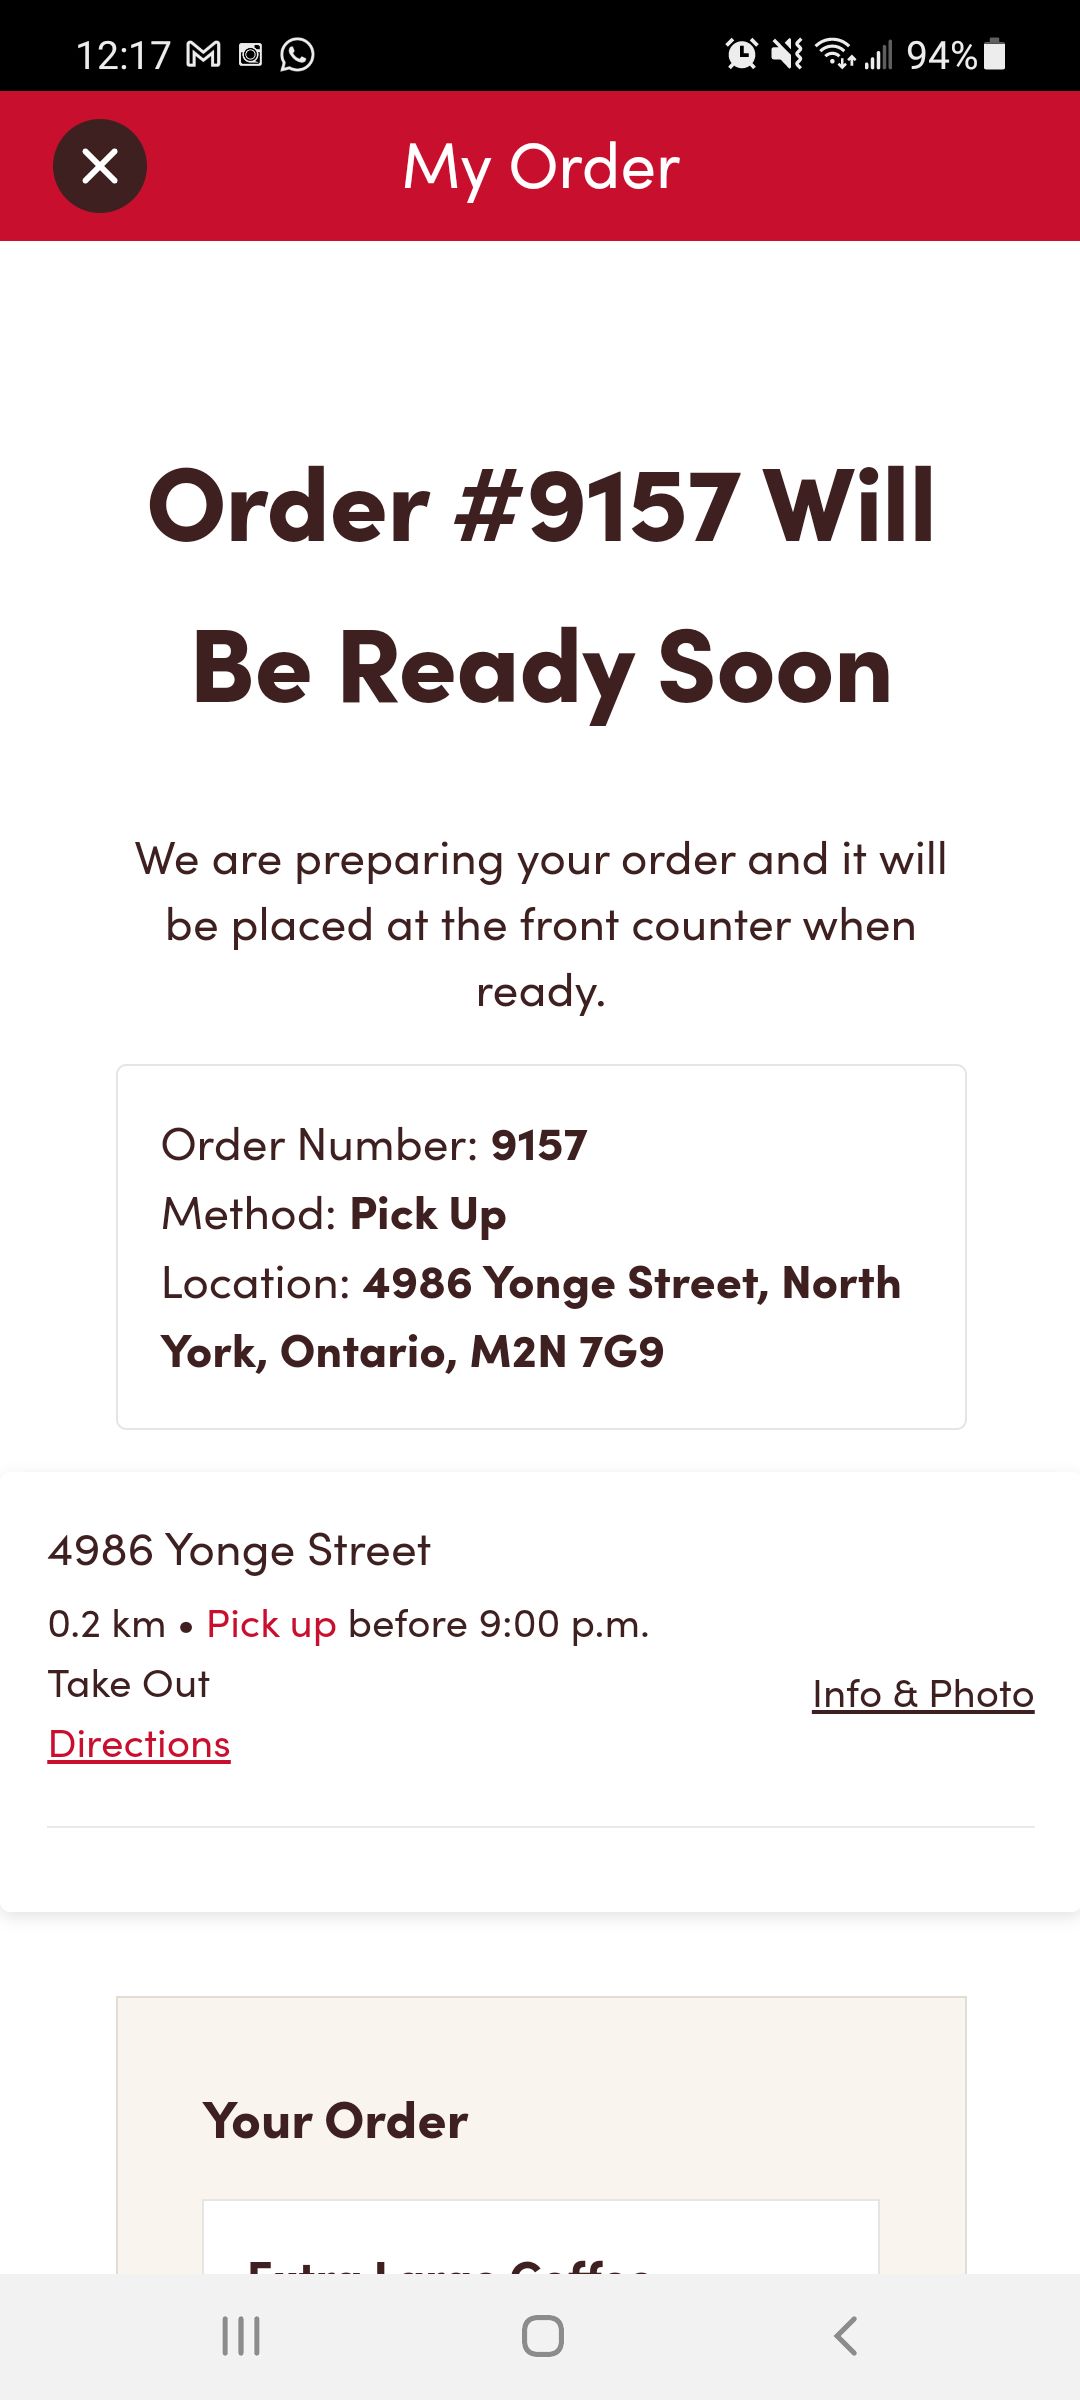 12:17
94%
My Order
Order #9157 Will
Be Ready Soon
We are preparing your order and it will
be placed at the front counter when
ready.
Order Number: 9157
Method: Pick Up
Location: 4986 Yonge Street, North
York, Ontario, M2N 7G9
4986 Yonge Street
0.2 km • Pick up before 9:00 p.m.
Take Out
Info & Photo
Directions
Your Order
Extra Large Coffee